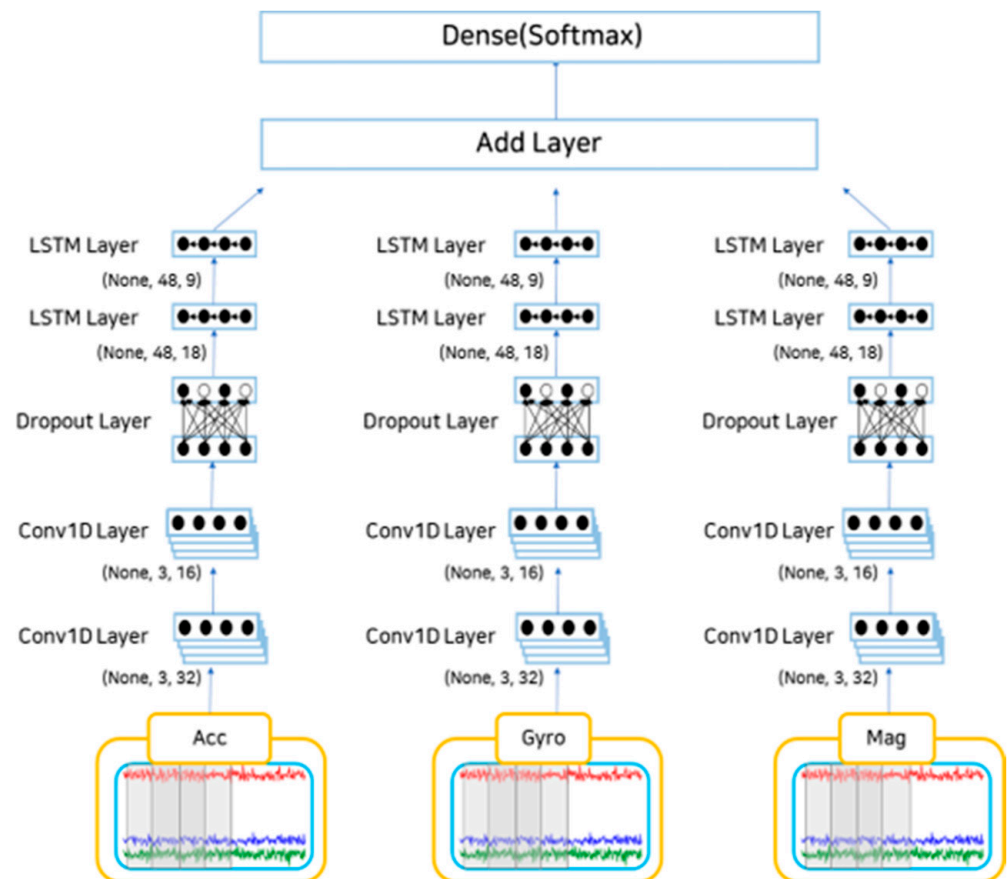 Dense(Softmax)
Add Layer
LSTM Layer LSTM Layer LSTM Layer
(None, 48, 9) (None, 48, 9) (None, 48, 9)
LSTM Layer LSTM Layer LSTM Layer
(None, 48, 18) (None, 48, 18) (None, 48, 18)
Dropout Layer Dropout Layer Dropout Layer
Conv1D Layer Conv1D Layer Conv1D Layer
(None, 3, 16) (None, 3, 16) (None, 3, 16)
Conv1D Layer Conv1D Layer Conv1D Layer
(None, 3, 32) (None, 3, 32) (None, 3, 32)
Acc Gyro Mag